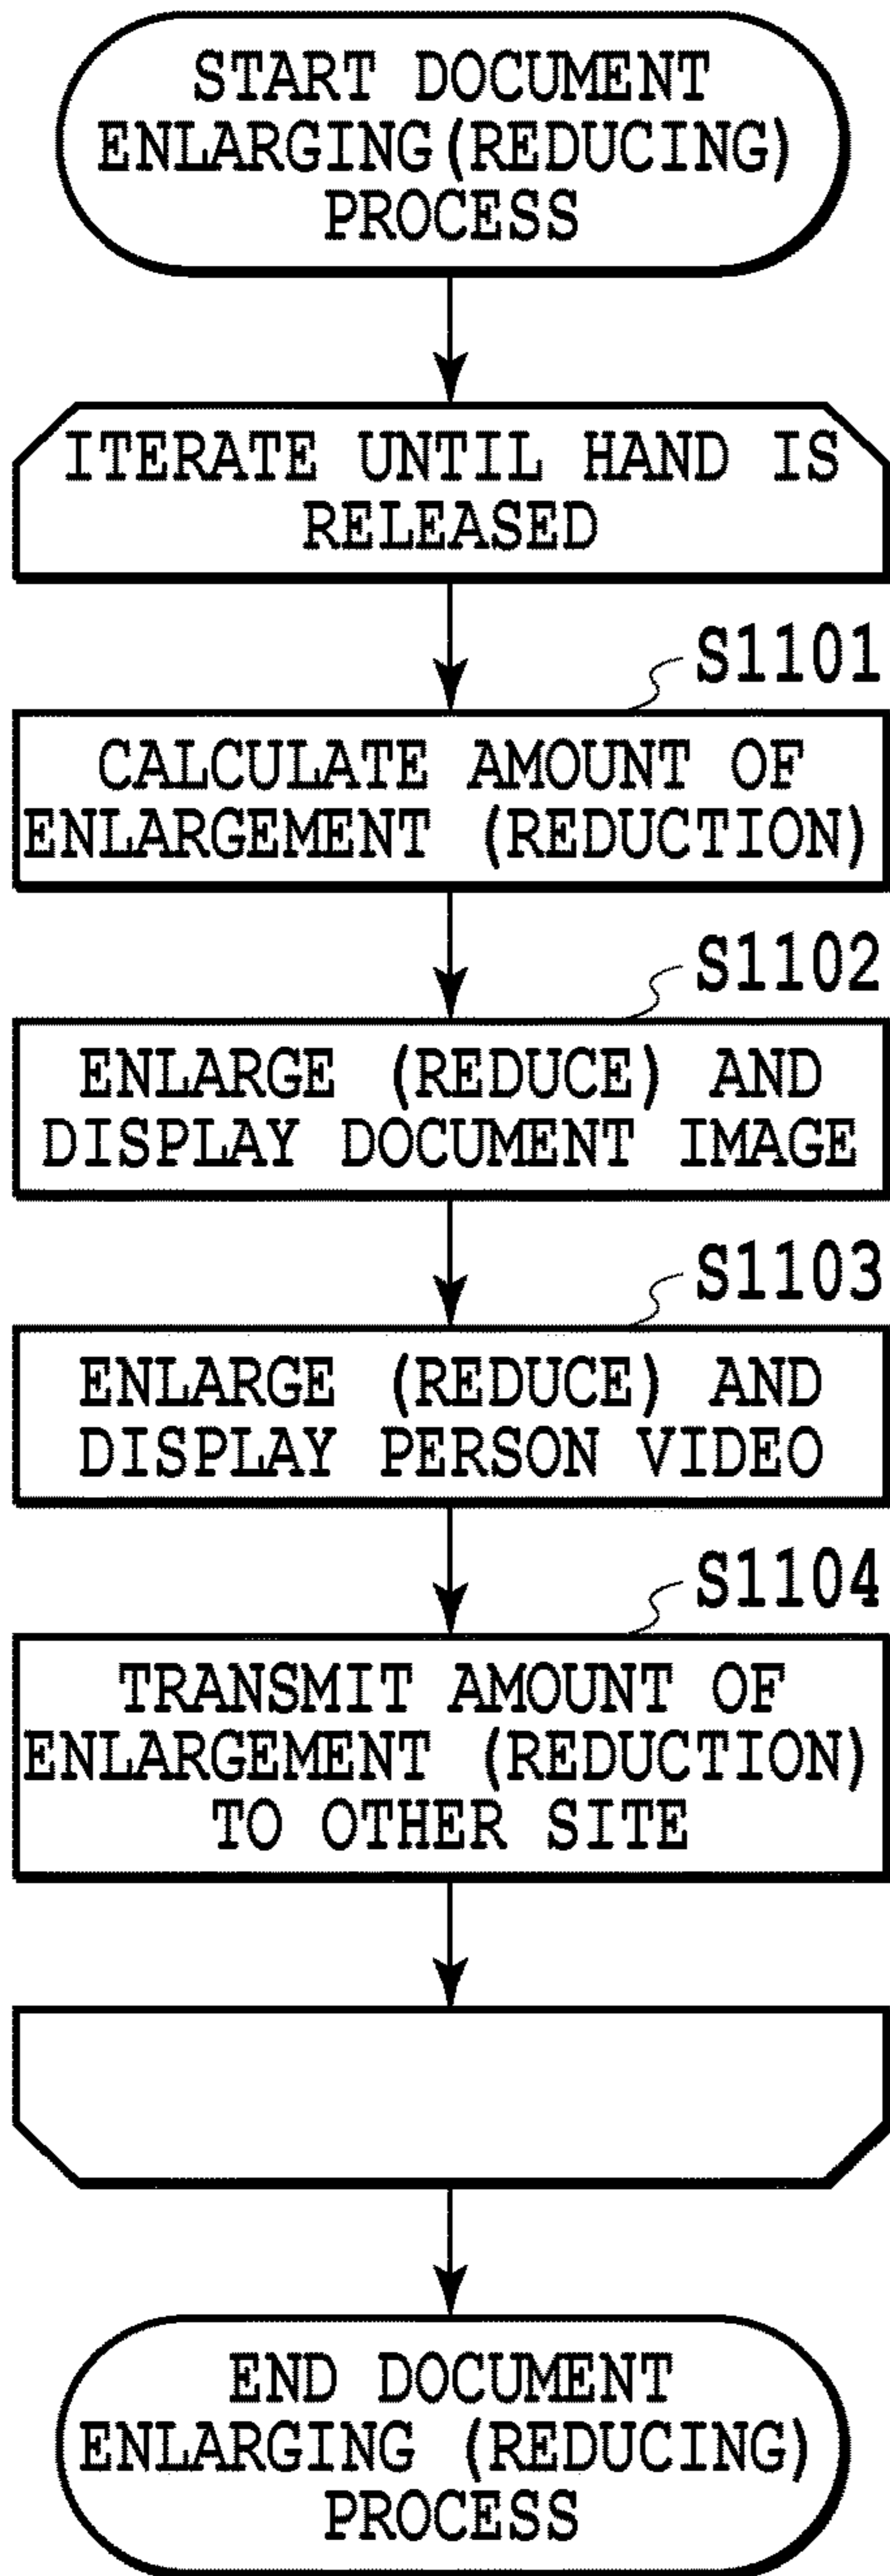 START DOCUMENT
ENLARGING(REDUCING)
PROCESS
ITERATE UNTIL HAND IS
RELEASED
S1101
CALCULATE AMOUNT OF
ENLARGEMENT (REDUCTION)
S1102
ENLARGE (REDUCE) AND
DISPLAY DOCUMENT IMAGE
S1103
ENLARGE (REDUCE) AND
DISPLAY PERSON VIDEO
S1104
TRANSMIT AMOUNT OF
ENLARGEMENT (REDUCTION)
TO OTHER SITE
END DOCUMENT
ENLARGING (REDUCING)
PROCESS